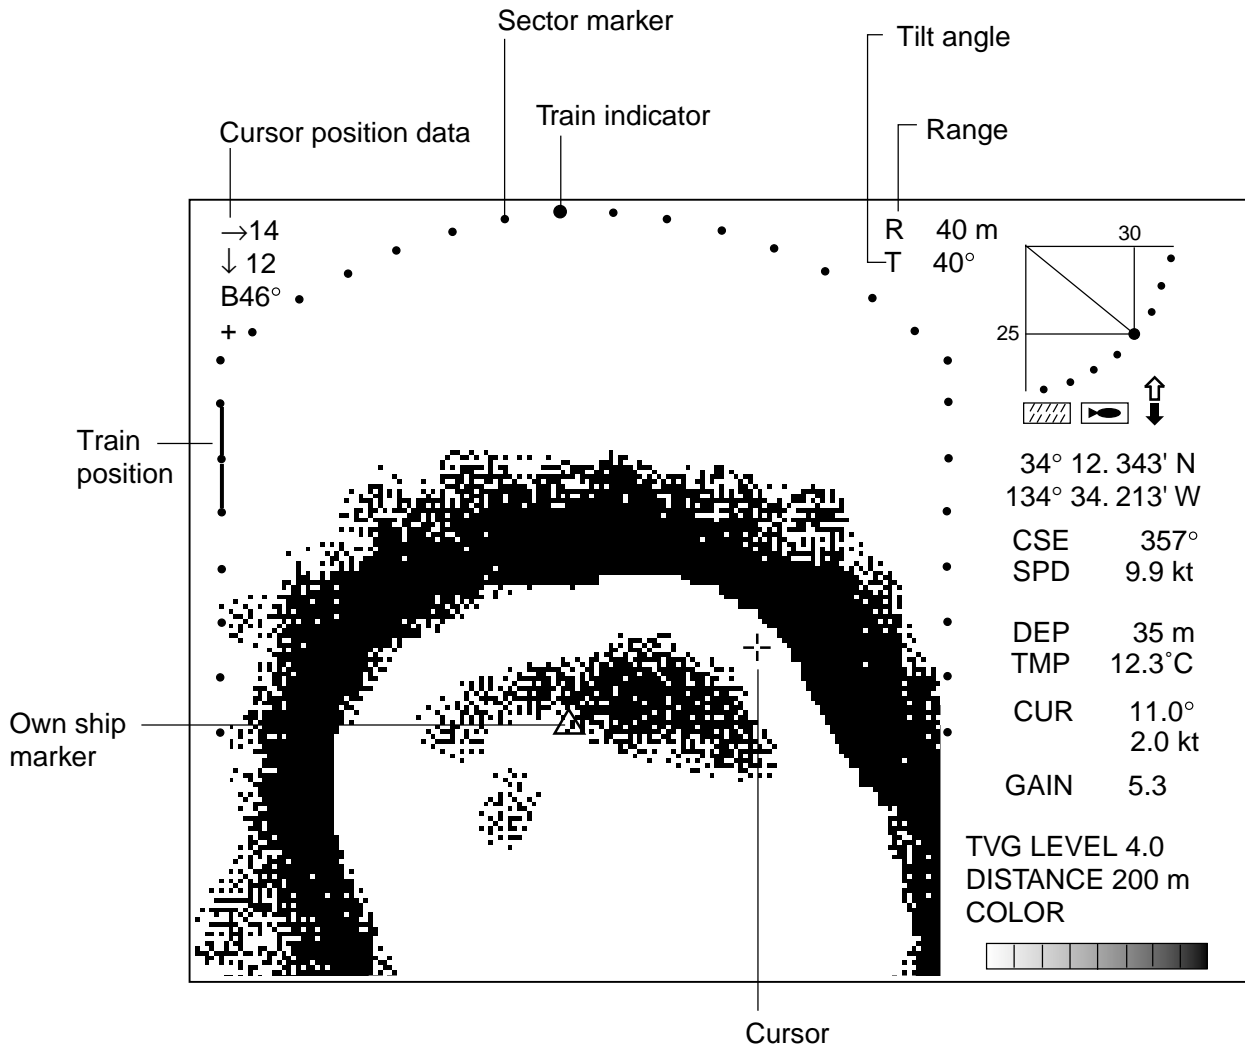 Sector marker
Tilt angle
Train indicator
Cursor position data
Range
→14
↓ 12
B46°
+
R 40 m
T 40°
30
25
Train
position
34° 12. 343' N
134° 34. 213' W
CSE 357°
SPD 9.9 kt
DEP 35 m
TMP 12.3°C
CUR 11.0°
2.0 kt
Own ship
marker
GAIN 5.3
TVG LEVEL 4.0
DISTANCE 200 m
COLOR
Cursor